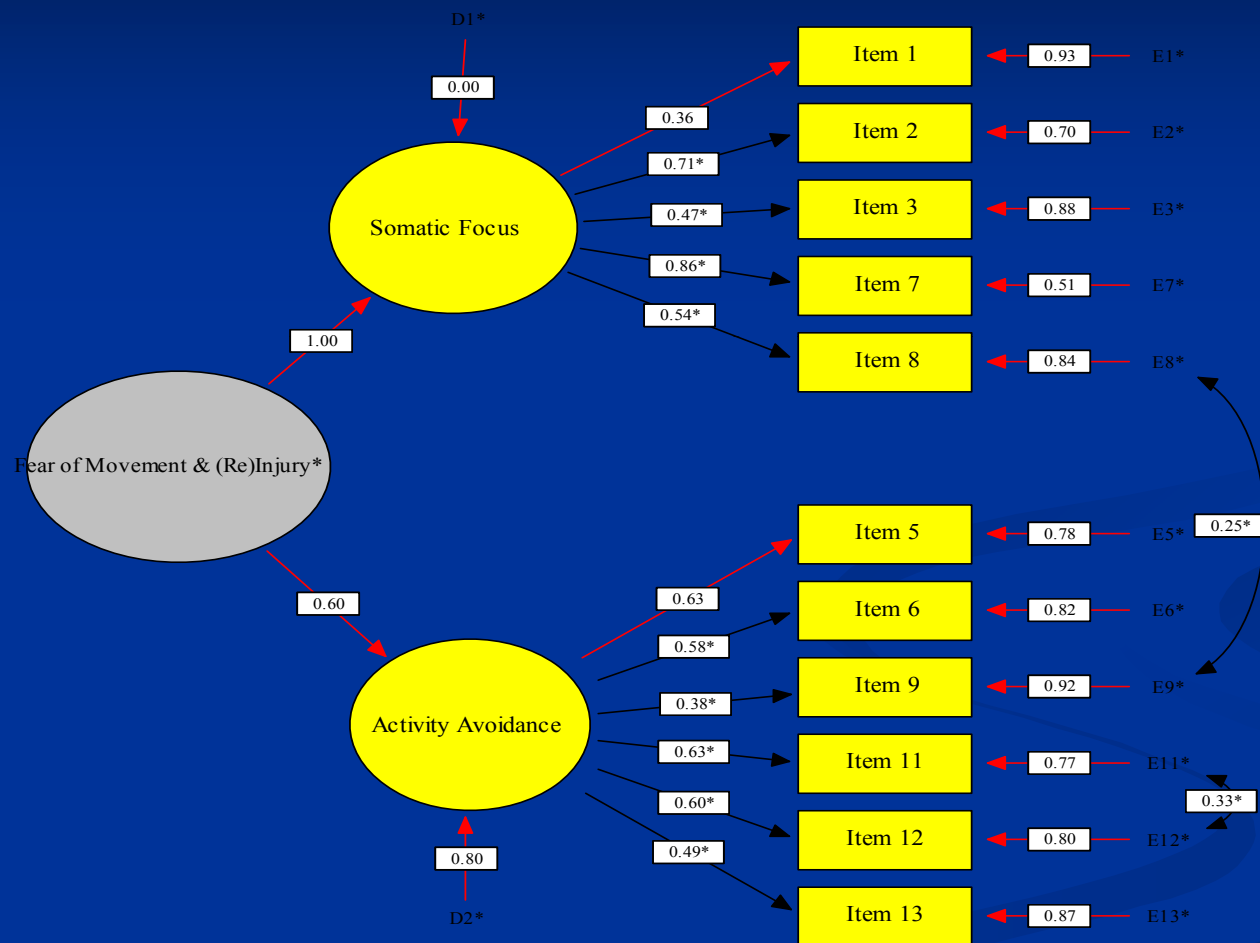 D1*
0.00
Somatic Focus
0.36
Item 1
0.93
E1*
0.71*
Item 2
0.70
E2*
0.47*
Item 3
0.88
E3*
0.86*
Item 7
0.51
E7*
0.54*
Item 8
0.84
E8*
1.00
Fear of Movement & (Re)Injury*
0.60
0.63
Item 5
0.78
E5*
0.25*
0.58*
Item 6
0.82
E6*
0.38*
Item 9
0.92
E9*
Activity Avoidance
0.63*
Item 11
0.77
E11*
0.33*
0.60*
Item 12
0.80
E12*
0.49*
Item 13
0.87
E13*
0.80
D2*